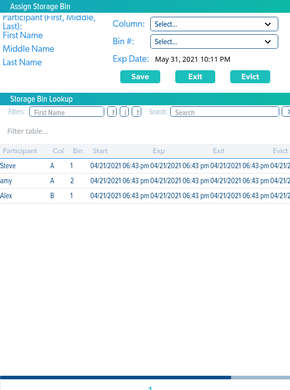 Assign Storage Bin
Participant (First, Middle,
Last):
First Name
Middle Name
Last Name
Column: Select...
Bin #: Select...
Exp Date: May 31, 2021 10:11 PM
Save Exit Evict
Storage Bin Lookup
Filters: First Name Search: Search
Filter table...
Participant Col Bin Start Exp Exit Evict
Steve A 1 04/21/2021 06:43 pm 04/21/2021 06:43 pm 04/21/2021 06:43 pm 04/21/2
amy A 2 04/21/2021 06:43 pm 04/21/2021 06:43 pm 04/21/2021 06:43 pm 04/21/2
Alex B 1 04/21/2021 06:43 pm 04/21/2021 06:43 pm 04/21/2021 06:43 pm 04/21/2